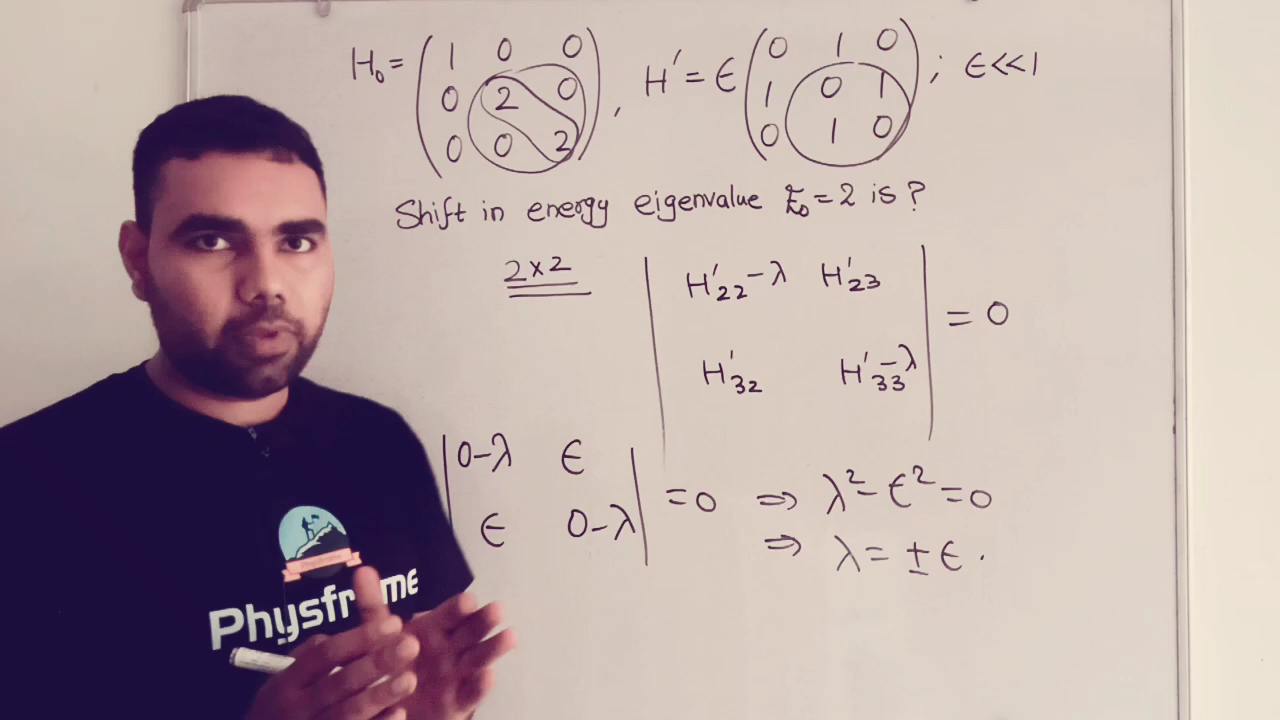 H₀ = ( 1 0 0
0 2 0
0 0 2 ) , H' = ϵ ( 0 1 0
1 0 1
0 1 0 ) ; ϵ<<1
Shift in energy eigenvalue E₀ = 2 is ?
2×2
| H'₂₂-λ H'₂₃
H'₃₂ H'₃₃-λ | = 0
| 0-λ ϵ
ϵ 0-λ | = 0 ⇒ λ²-ϵ² = 0
⇒ λ = ±ϵ .
Physframe